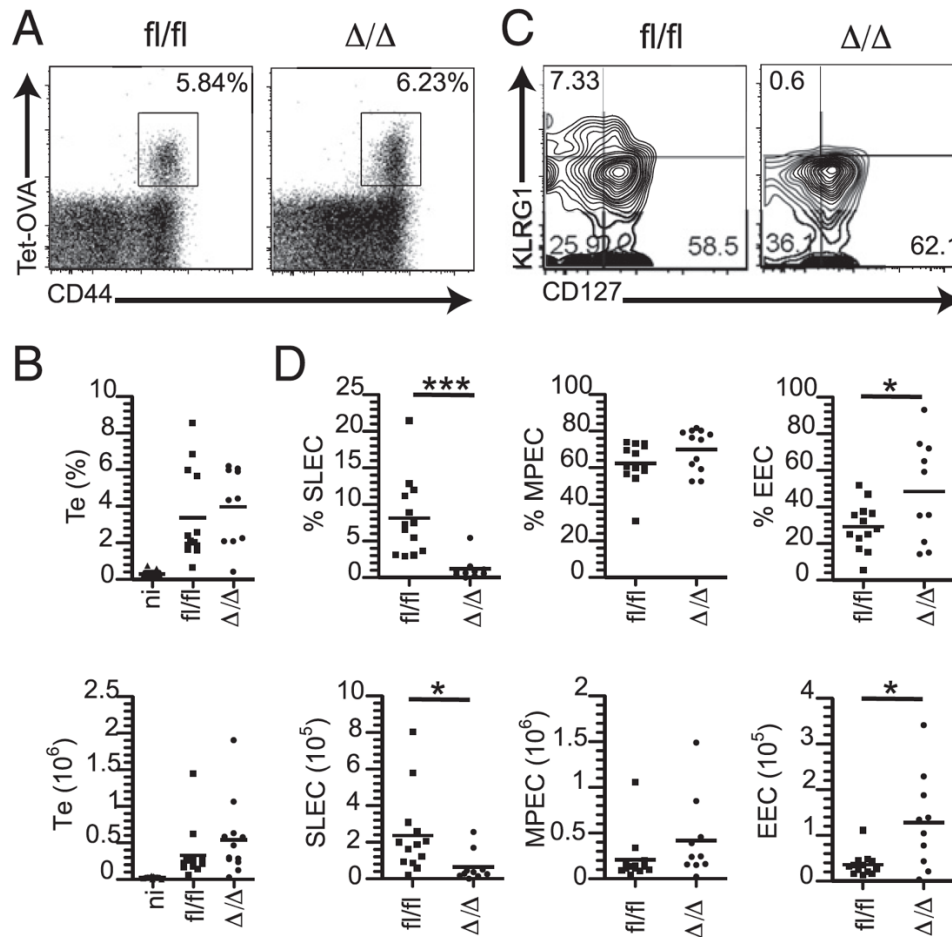 A
fl/fl
Δ/Δ
5.84%
6.23%
Tet-OVA
CD44
C
fl/fl
Δ/Δ
7.33
0.6
58.5
36.1
62.1
KLRG1
CD127
B
10
8
6
4
2
0
Te (%)
ni
fl/fl
Δ/Δ
2.5
2
1.5
1
0.5
0
Te (10⁶)
ni
fl/fl
Δ/Δ
D
25
20
15
10
5
0
% SLEC
***
fl/fl
Δ/Δ
100
80
60
40
20
0
% MPEC
fl/fl
Δ/Δ
100
80
60
40
20
0
% EEC
*
fl/fl
Δ/Δ
10
8
6
4
2
0
SLEC (10⁵)
*
fl/fl
Δ/Δ
2
1.5
1
0.5
0
MPEC (10⁶)
fl/fl
Δ/Δ
4
3
2
1
0
EEC (10⁵)
*
fl/fl
Δ/Δ